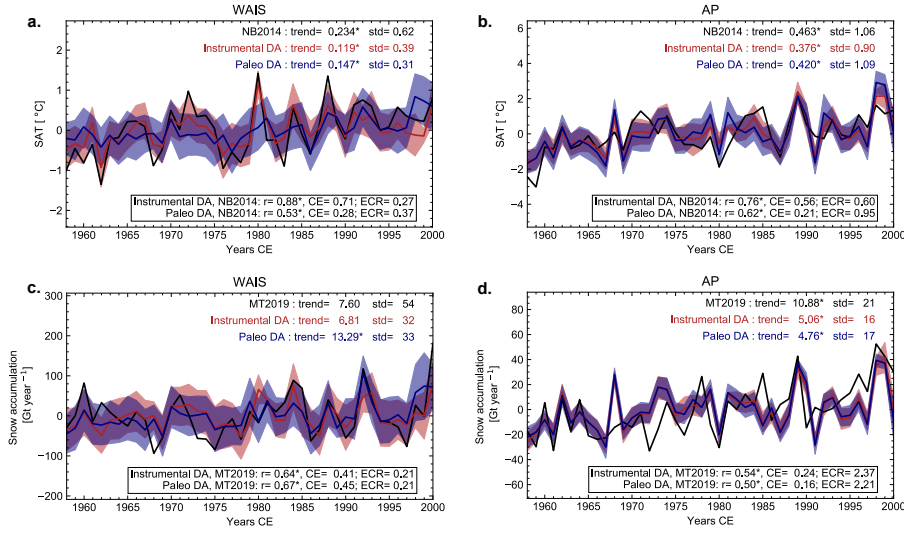 a.
WAIS
NB2014 : trend= 0.234* std= 0.62
Instrumental DA : trend= 0.119* std= 0.39
Paleo DA : trend= 0.147* std= 0.31
2
1
0
−1
−2
SAT [ °C]
Instrumental DA, NB2014: r= 0.88*, CE= 0.71; ECR= 0.27
Paleo DA, NB2014: r= 0.53*, CE= 0.28; ECR= 0.37
1960 1965 1970 1975 1980 1985 1990 1995 2000
Years CE
b.
AP
NB2014 : trend= 0.463* std= 1.06
Instrumental DA : trend= 0.376* std= 0.90
Paleo DA : trend= 0.420* std= 1.09
6
4
2
0
−2
−4
SAT [ °C]
Instrumental DA, NB2014: r= 0.76*, CE= 0.56; ECR= 0.60
Paleo DA, NB2014: r= 0.62*, CE= 0.21; ECR= 0.95
1960 1965 1970 1975 1980 1985 1990 1995 2000
Years CE
c.
WAIS
MT2019 : trend= 7.60 std= 54
Instrumental DA : trend= 6.81 std= 32
Paleo DA : trend= 13.29* std= 33
300
200
100
0
−100
−200
Snow accumulation
[Gt year −1]
Instrumental DA, MT2019: r= 0.64*, CE= 0.41; ECR= 0.21
Paleo DA, MT2019: r= 0.67*, CE= 0.45; ECR= 0.21
1960 1965 1970 1975 1980 1985 1990 1995 2000
Years CE
d.
AP
MT2019 : trend= 10.88* std= 21
Instrumental DA : trend= 5.06* std= 16
Paleo DA : trend= 4.76* std= 17
80
60
40
20
0
−20
−40
−60
Snow accumulation
[Gt year −1]
Instrumental DA, MT2019: r= 0.54*, CE= 0.24; ECR= 2.37
Paleo DA, MT2019: r= 0.50*, CE= 0.16; ECR= 2.21
1960 1965 1970 1975 1980 1985 1990 1995 2000
Years CE